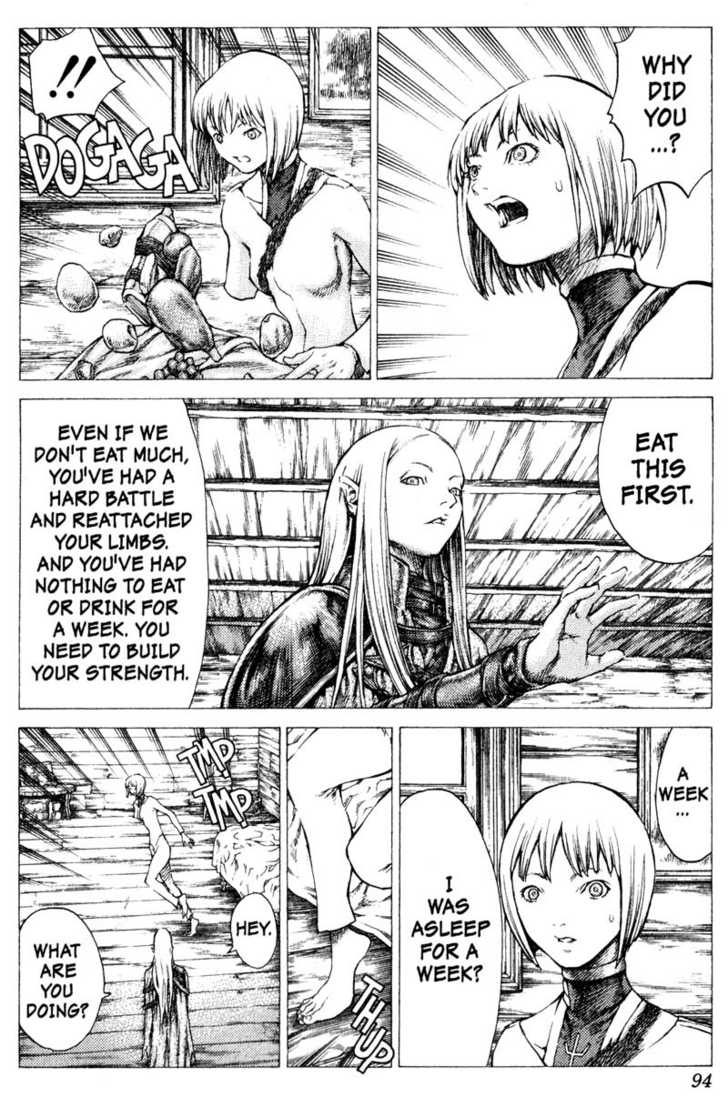 WHY
DID
YOU
...?
!!
DOGAGA
EAT
THIS
FIRST.
EVEN IF WE
DON'T EAT MUCH,
YOU'VE HAD A
HARD BATTLE
AND REATTACHED
YOUR LIMBS.
AND YOU'VE HAD
NOTHING TO EAT
OR DRINK FOR
A WEEK. YOU
NEED TO BUILD
YOUR STRENGTH.
A
WEEK
...
I
WAS
ASLEEP
FOR A
WEEK?
THUP
TMP
TMP
HEY.
WHAT
ARE
YOU
DOING?
94